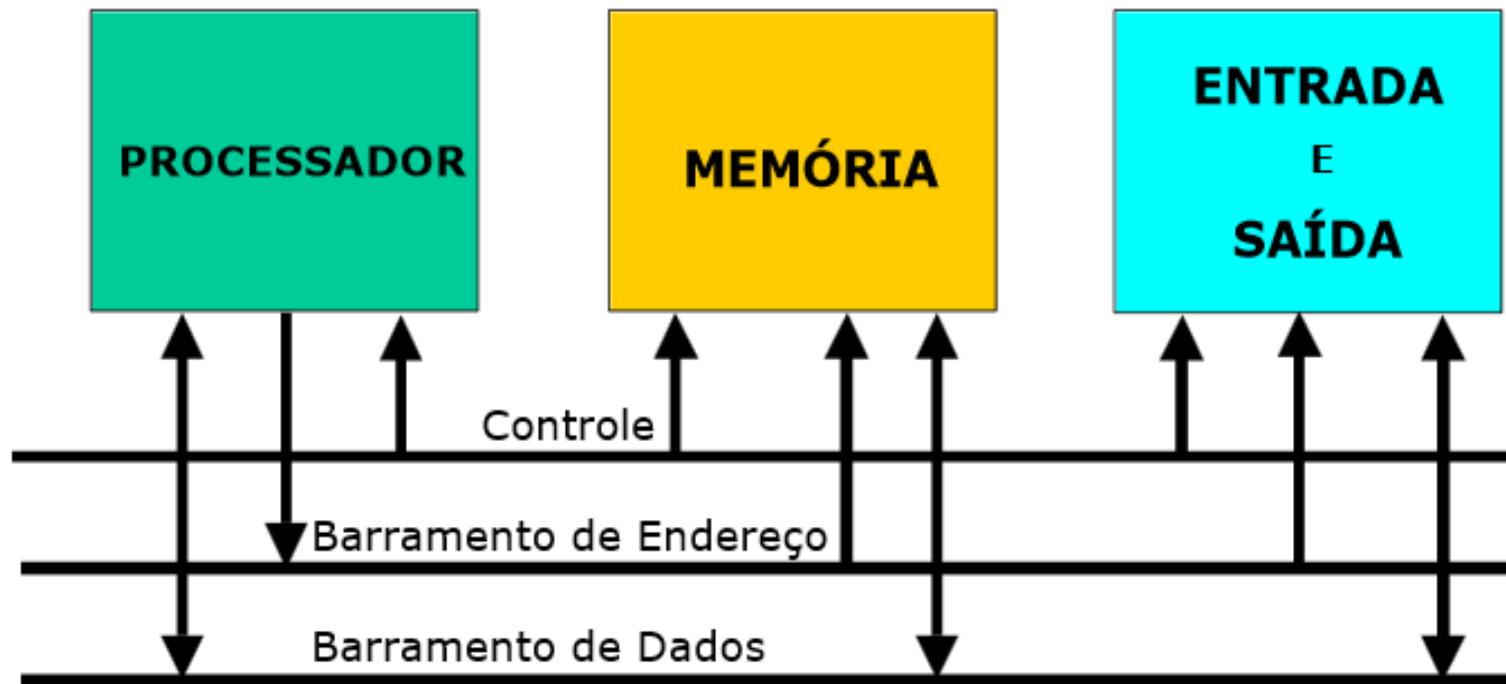 PROCESSADOR
MEMÓRIA
ENTRADA
E
SAÍDA
Controle
Barramento de Endereço
Barramento de Dados